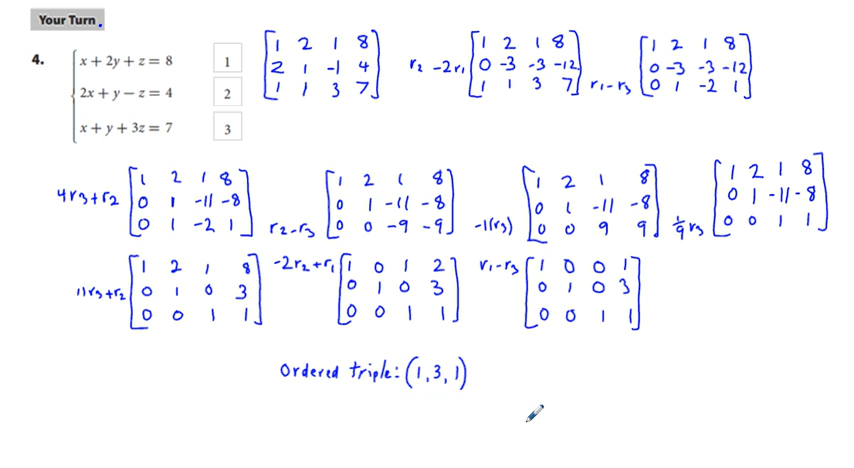 Your Turn.
4. x + 2y + z = 8 1
2x + y − z = 4 2
x + y + 3z = 7 3
1 2 1 8
2 1 -1 4
1 1 3 7
r2 -2r1
1 2 1 8
0 -3 -3 -12
1 1 3 7
r1-r3
1 2 1 8
0 -3 -3 -12
0 1 -2 1
4r3+r2
1 2 1 8
0 1 -11 -8
0 1 -2 1
r2-r3
1 2 1 8
0 1 -11 -8
0 0 -9 -9
-1(r3)
1 2 1 8
0 1 -11 -8
0 0 9 9
1/9 r3
1 2 1 8
0 1 -11 -8
0 0 1 1
11r3+r2
1 2 1 8
0 1 0 3
0 0 1 1
-2r2+r1
1 0 1 2
0 1 0 3
0 0 1 1
r1-r3
1 0 0 1
0 1 0 3
0 0 1 1
Ordered triple: (1,3,1)